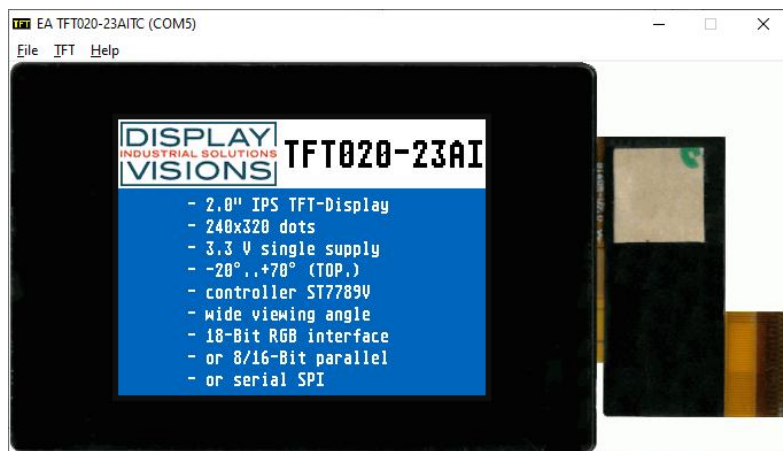 EA TFT020-23AITC (COM5)
File TFT Help
DISPLAY
INDUSTRIAL SOLUTIONS
VISIONS
TFT020-23AI
- 2.0" IPS TFT-Display
- 240x320 dots
- 3.3 V single supply
- -20°..+70° (TOP.)
- controller ST7789V
- wide viewing angle
- 18-Bit RGB interface
- or 8/16-Bit parallel
- or serial SPI